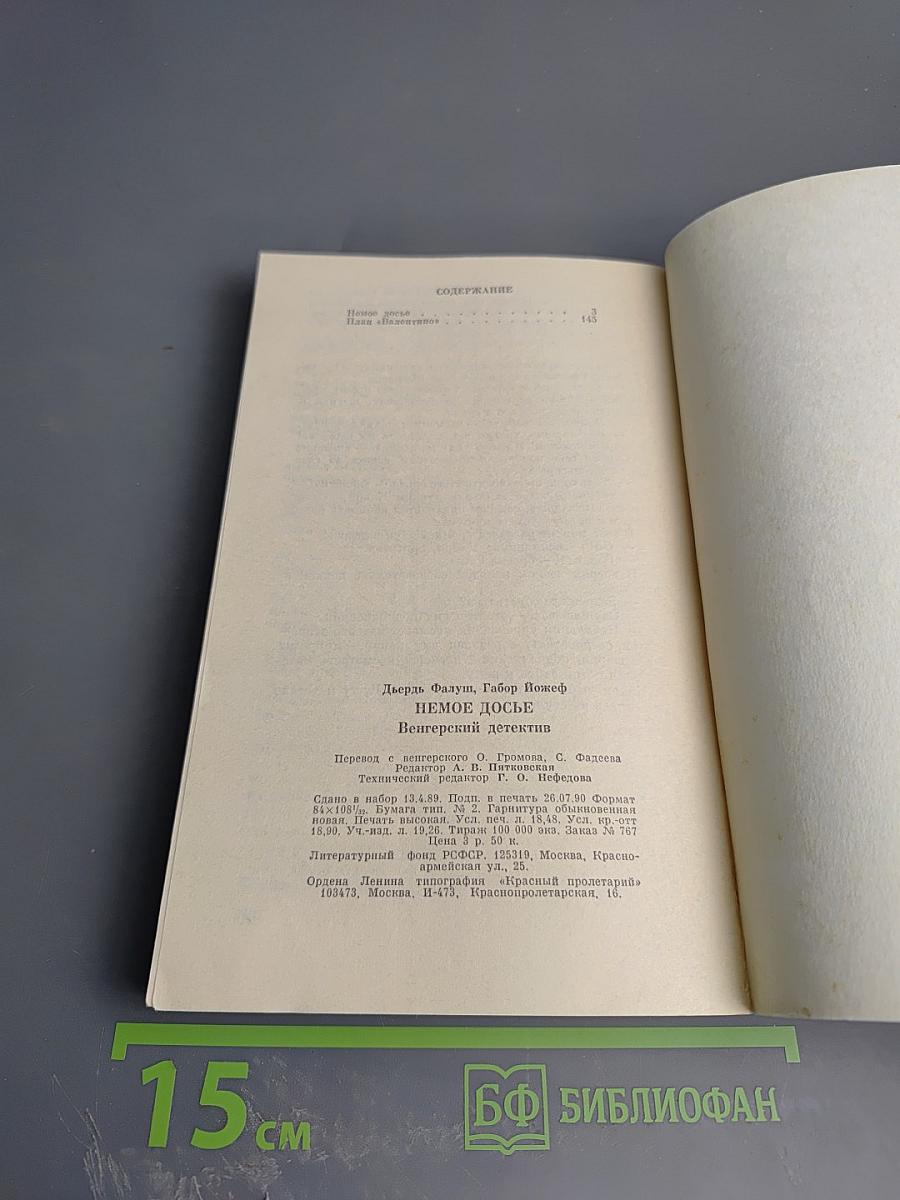 СОДЕРЖАНИЕ
Немое досье . . . . . . . . . . . . 3
План «Валентино» . . . . . . . . . . 145
Дьердь Фалуш, Габор Йожеф
НЕМОЕ ДОСЬЕ
Венгерский детектив
Перевод с венгерского О. Громова, С. Фадеева
Редактор А. В. Пятковская
Технический редактор Г. О. Нефедова
Сдано в набор 13.4.89. Подп. в печать 26.07.90 Формат
84×108 1/32. Бумага тип. № 2. Гарнитура обыкновенная
новая. Печать высокая. Усл. печ. л. 18,48. Усл. кр.-отт
18,90. Уч.-изд. л. 19,26. Тираж 100 000 экз. Заказ № 767
Цена 3 р. 50 к.
Литературный фонд РСФСР. 125319, Москва, Красно-
армейская ул., 25.
Ордена Ленина типография «Красный пролетарий»
103473, Москва, И-473, Краснопролетарская, 16.
15 см
БФ БИБЛИОФАН